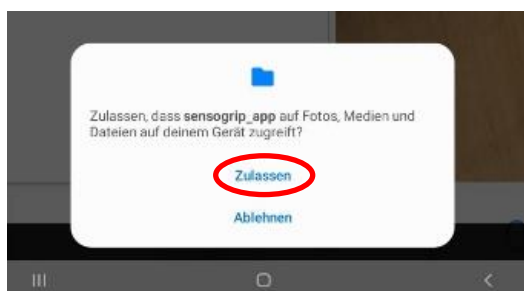 Zulassen, dass sensogrip_app auf Fotos, Medien und
Dateien auf deinem Gerät zugreift?
Zulassen
Ablehnen